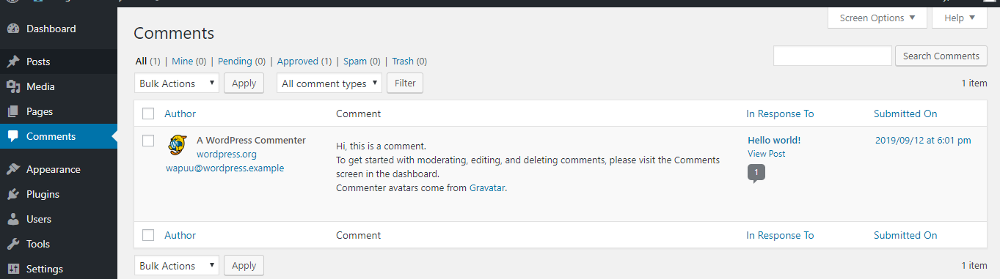 Dashboard
Posts
Media
Pages
Comments
Appearance
Plugins
Users
Tools
Settings
Screen Options ▼
Help ▼
Comments
All (1) | Mine (0) | Pending (0) | Approved (1) | Spam (0) | Trash (0)
Search Comments
Bulk Actions ▼
Apply
All comment types ▼
Filter
1 item
Author Comment In Response To Submitted On
A WordPress Commenter
wordpress.org
wapuu@wordpress.example
Hi, this is a comment.
To get started with moderating, editing, and deleting comments, please visit the Comments
screen in the dashboard.
Commenter avatars come from Gravatar.
Hello world!
View Post
1
2019/09/12 at 6:01 pm
Author Comment In Response To Submitted On
Bulk Actions ▼
Apply
1 item